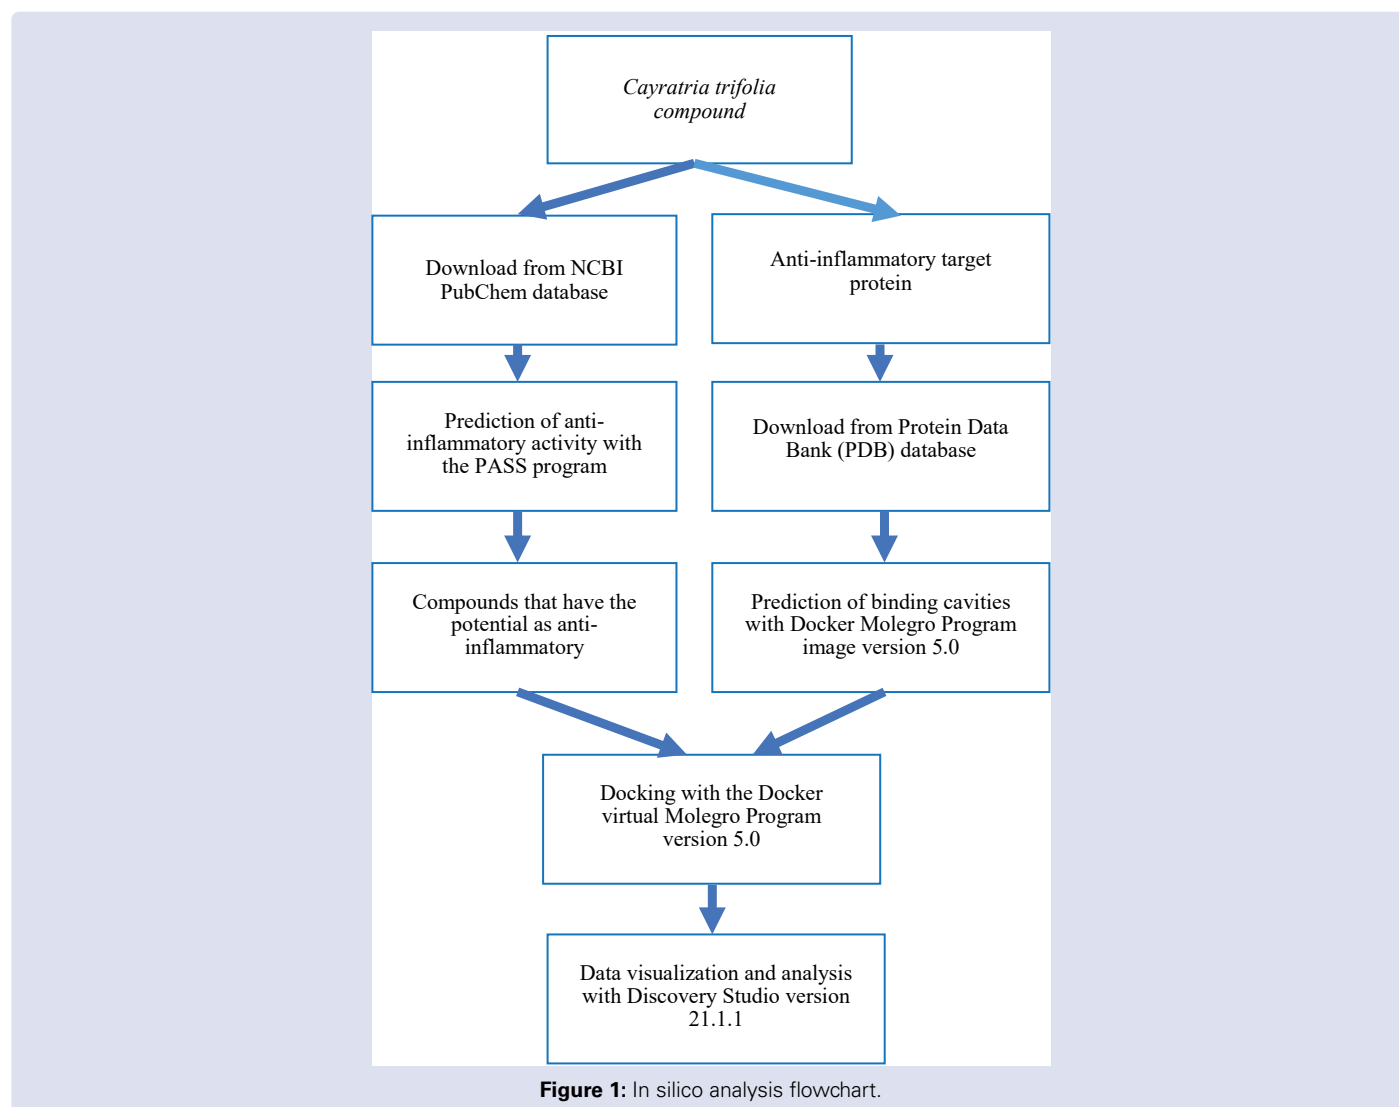 Cayratria trifolia
compound
Download from NCBI
PubChem database
Anti-inflammatory target
protein
Prediction of anti-
inflammatory activity with
the PASS program
Download from Protein Data
Bank (PDB) database
Compounds that have the
potential as anti-
inflammatory
Prediction of binding cavities
with Docker Molegro Program
image version 5.0
Docking with the Docker
virtual Molegro Program
version 5.0
Data visualization and analysis
with Discovery Studio version
21.1.1
Figure 1: In silico analysis flowchart.